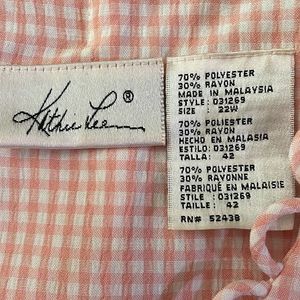 Kathie Lee®
70% POLYESTER
30% RAYON
MADE IN MALAYSIA
STYLE: 031269
SIZE : 22W
70% POLIESTER
30% RAYON
HECHO EN MALASIA
ESTILO: 031269
TALLA: 42
70% POLYESTER
30% RAYONNE
FABRIQUÉ EN MALAISIE
STILE : 031269
TAILLE : 42
RN# 52438